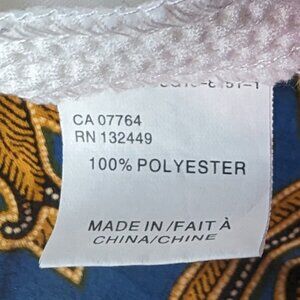 CA 07764
RN 132449
100% POLYESTER
MADE IN/FAIT À
CHINA/CHINE